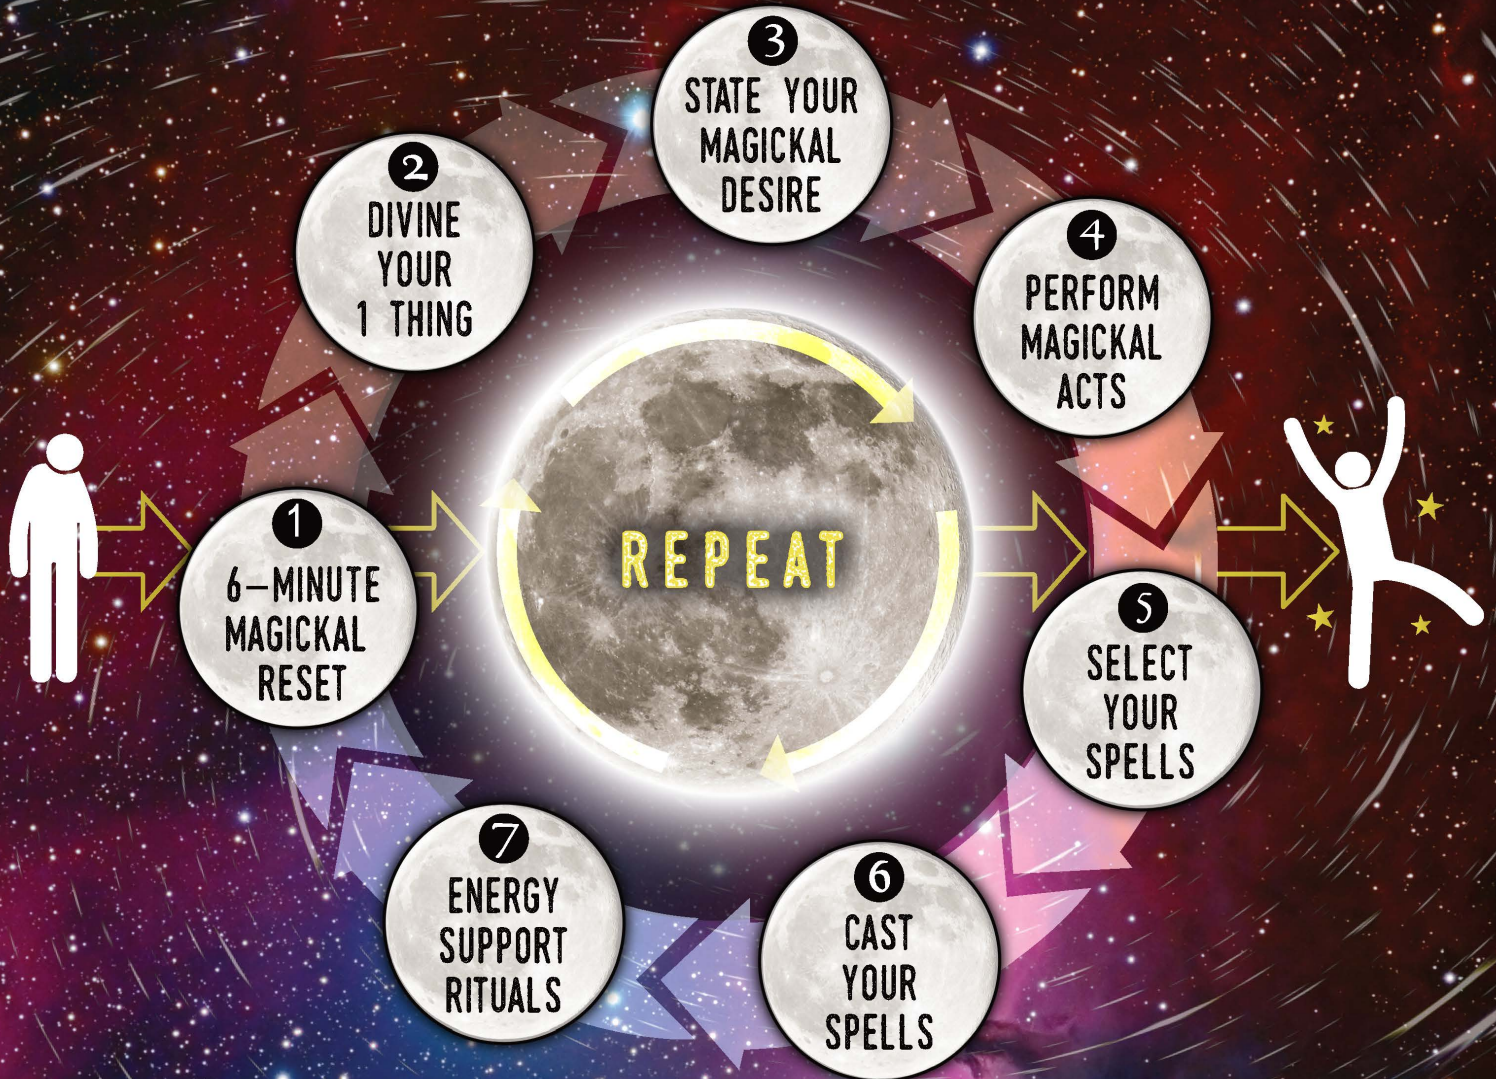 1
6-MINUTE
MAGICKAL
RESET
2
DIVINE
YOUR
1 THING
3
STATE YOUR
MAGICKAL
DESIRE
4
PERFORM
MAGICKAL
ACTS
5
SELECT
YOUR
SPELLS
6
CAST
YOUR
SPELLS
7
ENERGY
SUPPORT
RITUALS
REPEAT